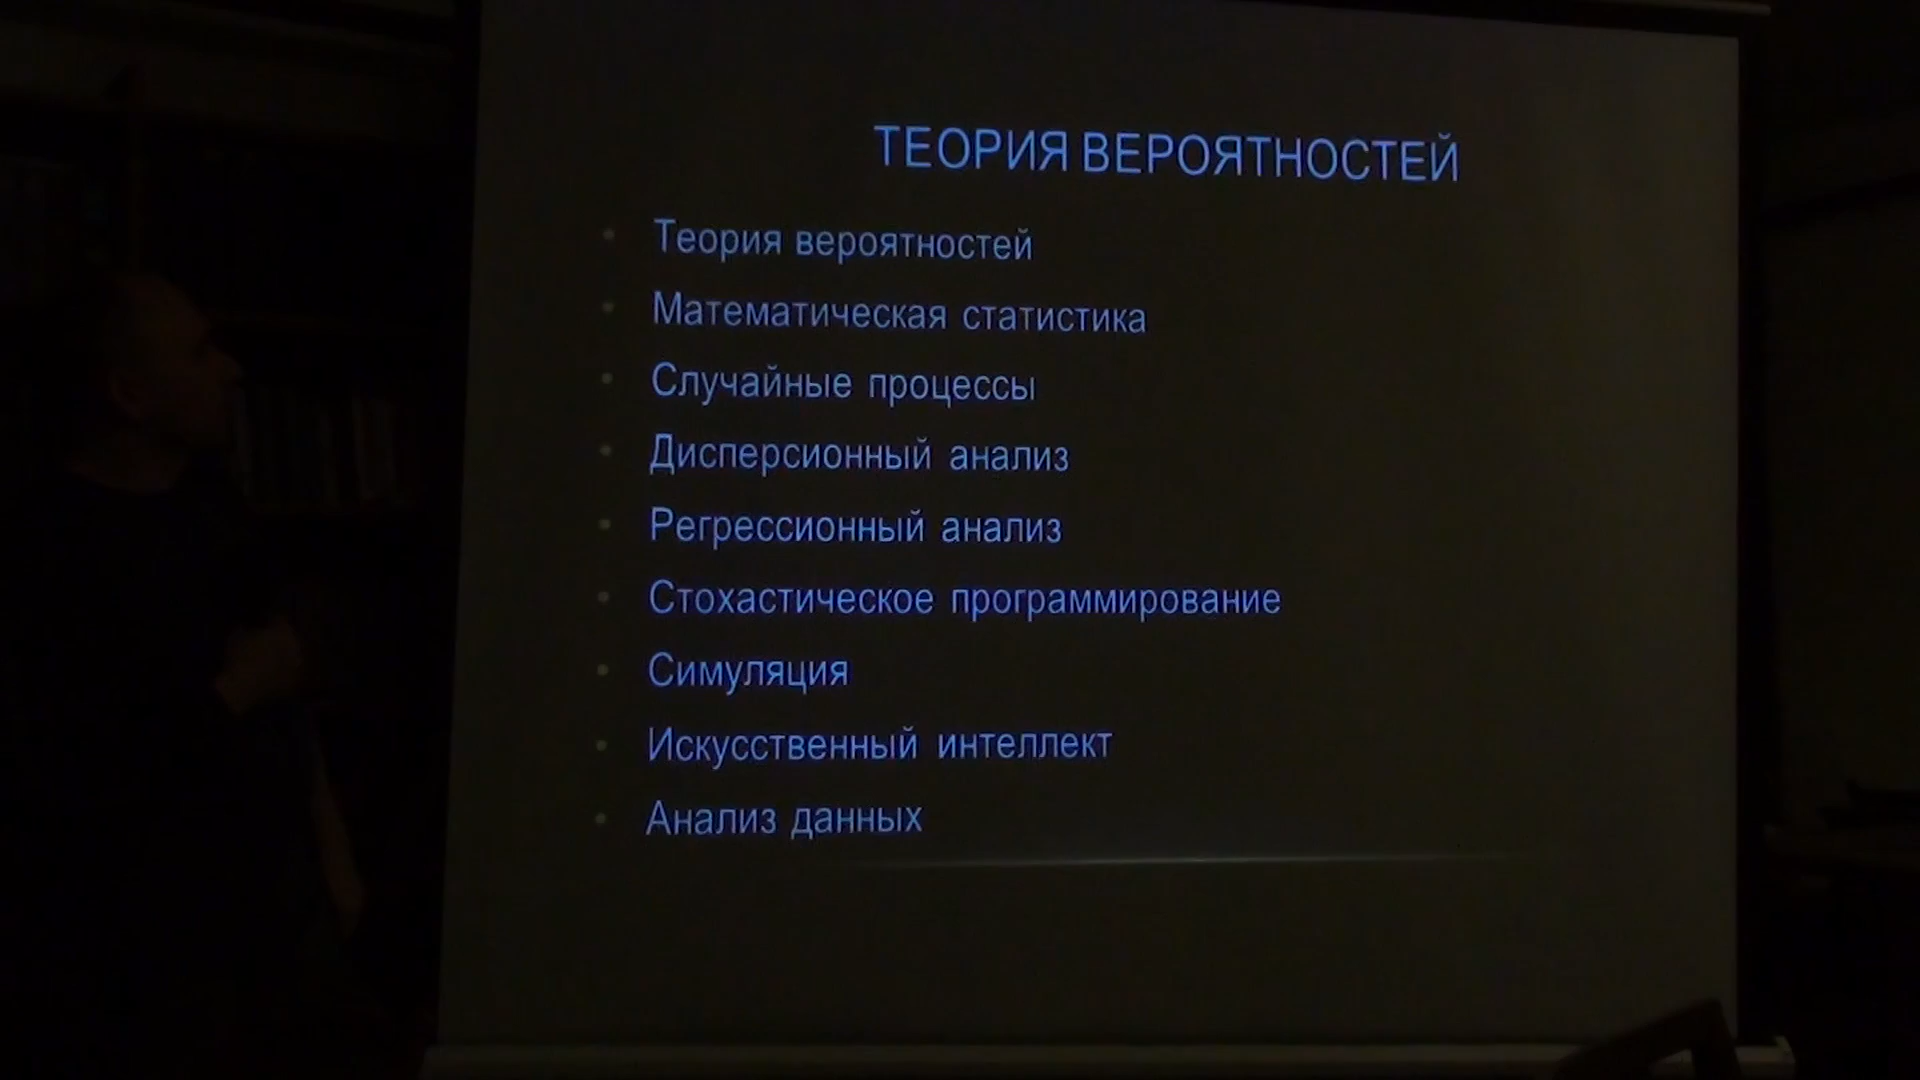 ТЕОРИЯ ВЕРОЯТНОСТЕЙ
• Теория вероятностей
• Математическая статистика
• Случайные процессы
• Дисперсионный анализ
• Регрессионный анализ
• Стохастическое программирование
• Симуляция
• Искусственный интеллект
• Анализ данных